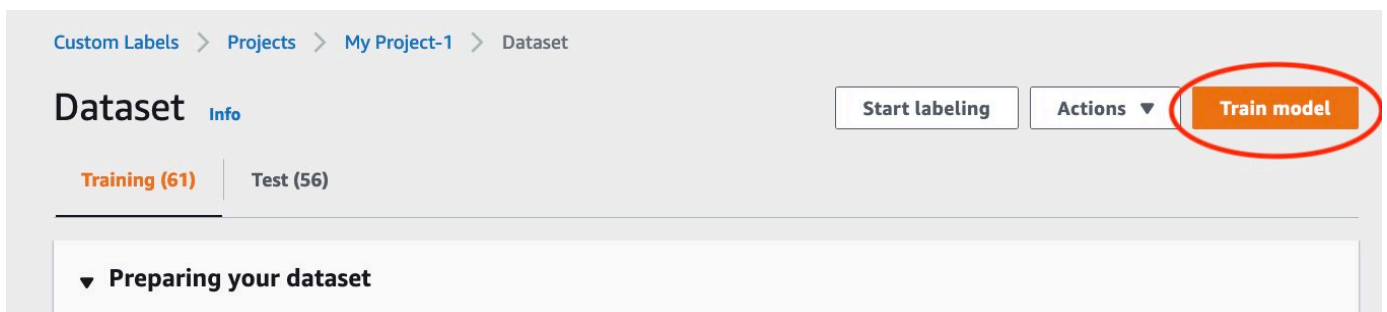 Custom Labels > Projects > My Project-1 > Dataset
Dataset Info
Start labeling
Actions ▼
Train model
Training (61)
Test (56)
▼ Preparing your dataset